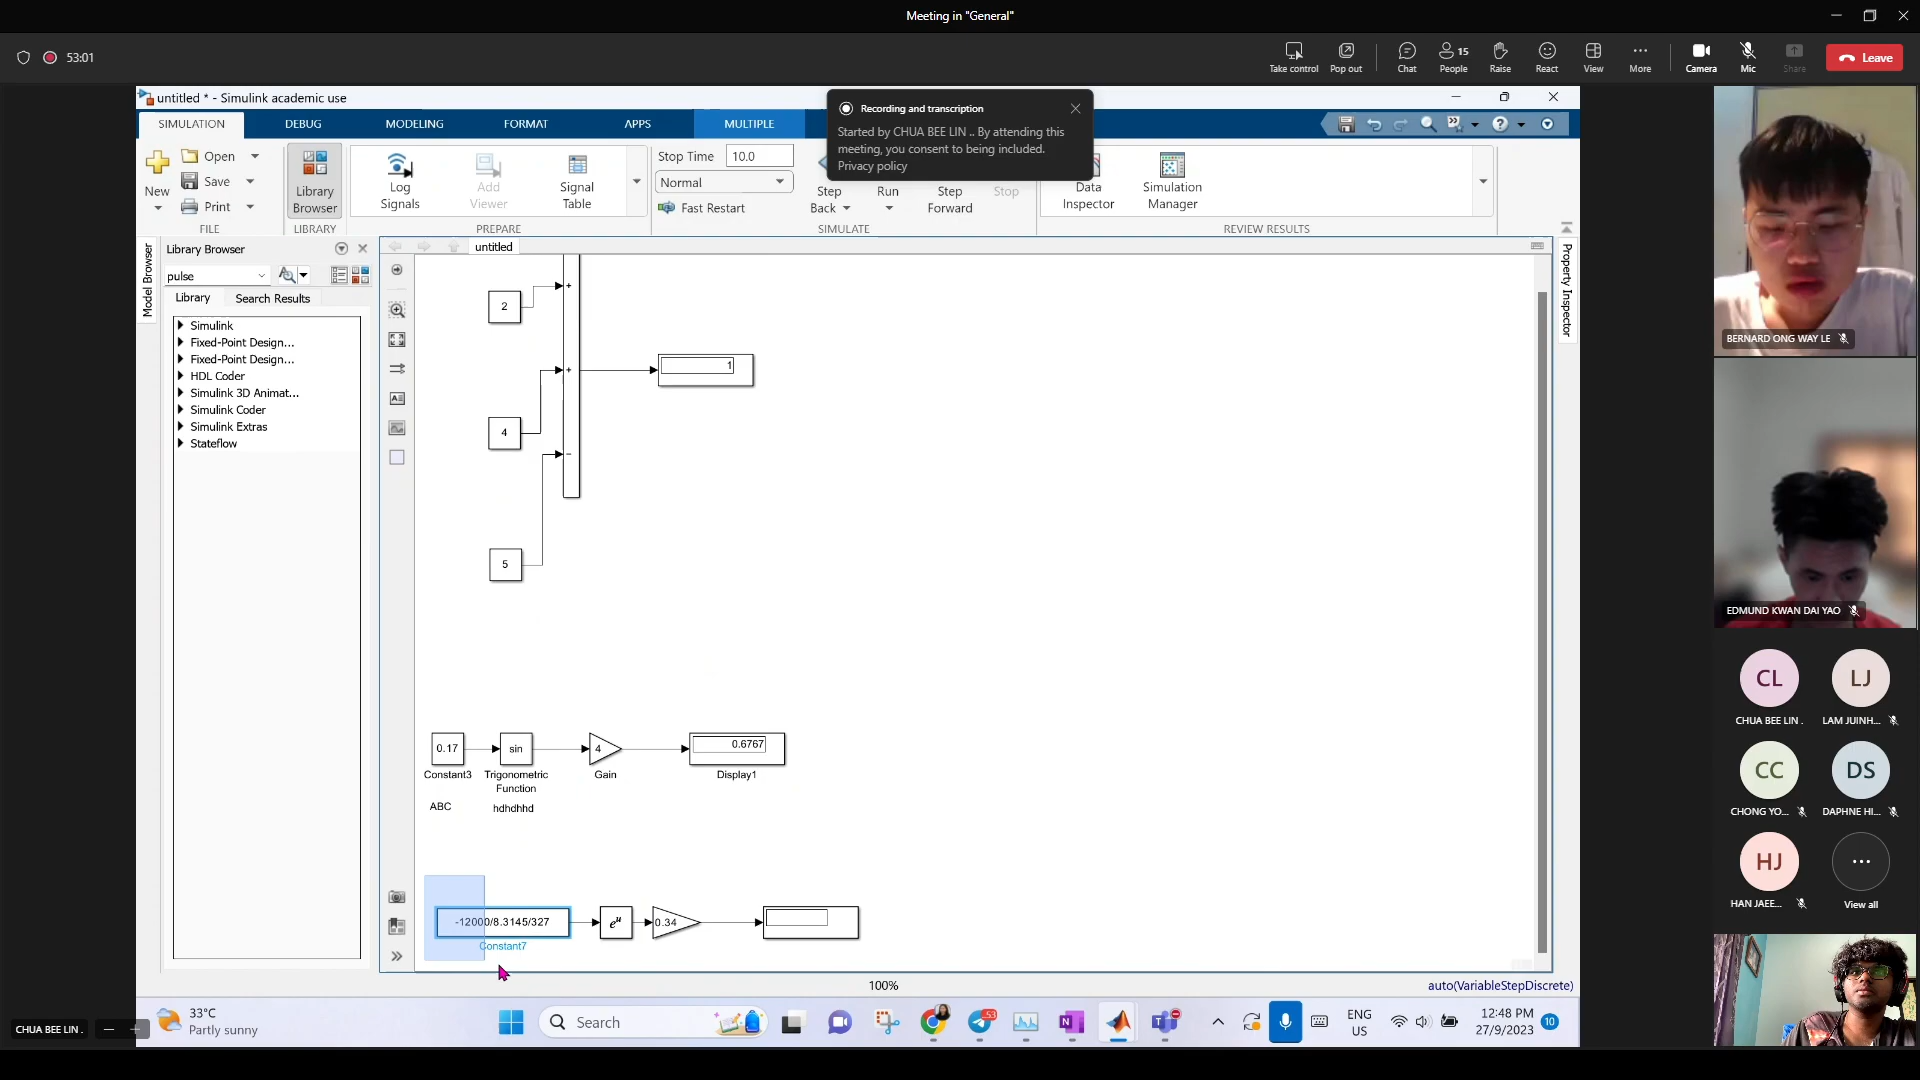 Meeting in "General"
53:01
Take control
Pop out
Chat
15
People
Raise
React
View
More
Camera
Mic
Share
Leave
untitled * - Simulink academic use
SIMULATION
DEBUG
MODELING
FORMAT
APPS
MULTIPLE
Recording and transcription
Started by CHUA BEE LIN .. By attending this
meeting, you consent to being included.
Privacy policy
New
Open
Save
Print
FILE
Library
Browser
LIBRARY
Log
Signals
Add
Viewer
Signal
Table
PREPARE
Stop Time 10.0
Normal
Fast Restart
Step
Back
Run
Step
Forward
Stop
SIMULATE
Data
Inspector
Simulation
Manager
REVIEW RESULTS
Model Browser
Library Browser
pulse
Library
Search Results
Simulink
Fixed-Point Design...
Fixed-Point Design...
HDL Coder
Simulink 3D Animat...
Simulink Coder
Simulink Extras
Stateflow
untitled
Property Inspector
2
+
1
+
4
-
5
0.17
sin
4
0.6767
Constant3
Trigonometric
Function
Gain
Display1
ABC
hdhdhhd
-12000/8.3145/327
eᵘ
0.34
Constant7
100%
auto(VariableStepDiscrete)
BERNARD ONG WAY LE
EDMUND KWAN DAI YAO
CL
CHUA BEE LIN .
LJ
LAM JUINH...
CC
CHONG YO...
DS
DAPHNE HI...
HJ
HAN JAEE...
...
View all
CHUA BEE LIN .
33°C
Partly sunny
Search
53
ENG
US
12:48 PM
27/9/2023
10